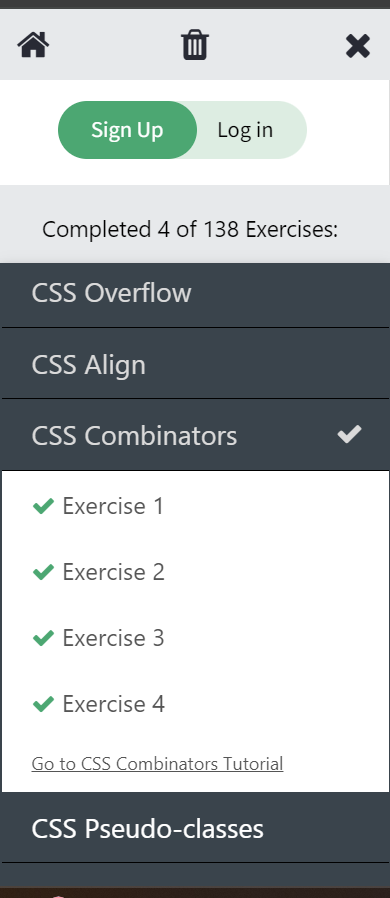 Sign Up
Log in
Completed 4 of 138 Exercises:
CSS Overflow
CSS Align
CSS Combinators
Exercise 1
Exercise 2
Exercise 3
Exercise 4
Go to CSS Combinators Tutorial
CSS Pseudo-classes